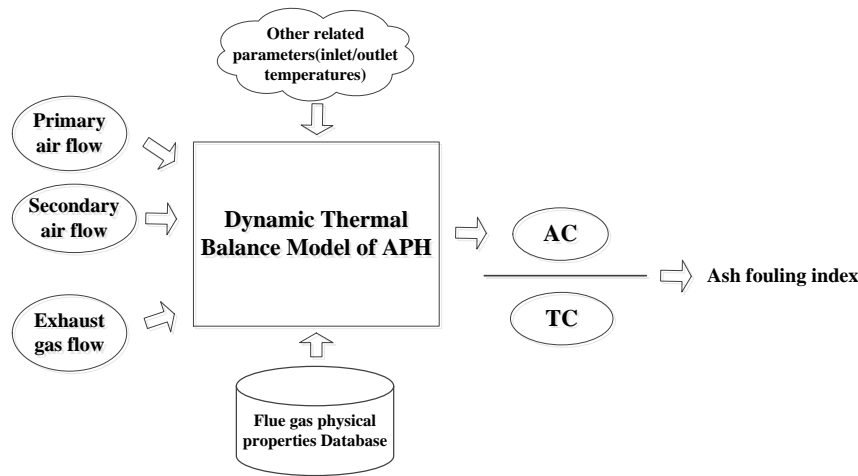 Other related
parameters(inlet/outlet
temperatures)
Primary
air flow
Secondary
air flow
Exhaust
gas flow
Dynamic Thermal
Balance Model of APH
Flue gas physical
properties Database
AC
TC
Ash fouling index